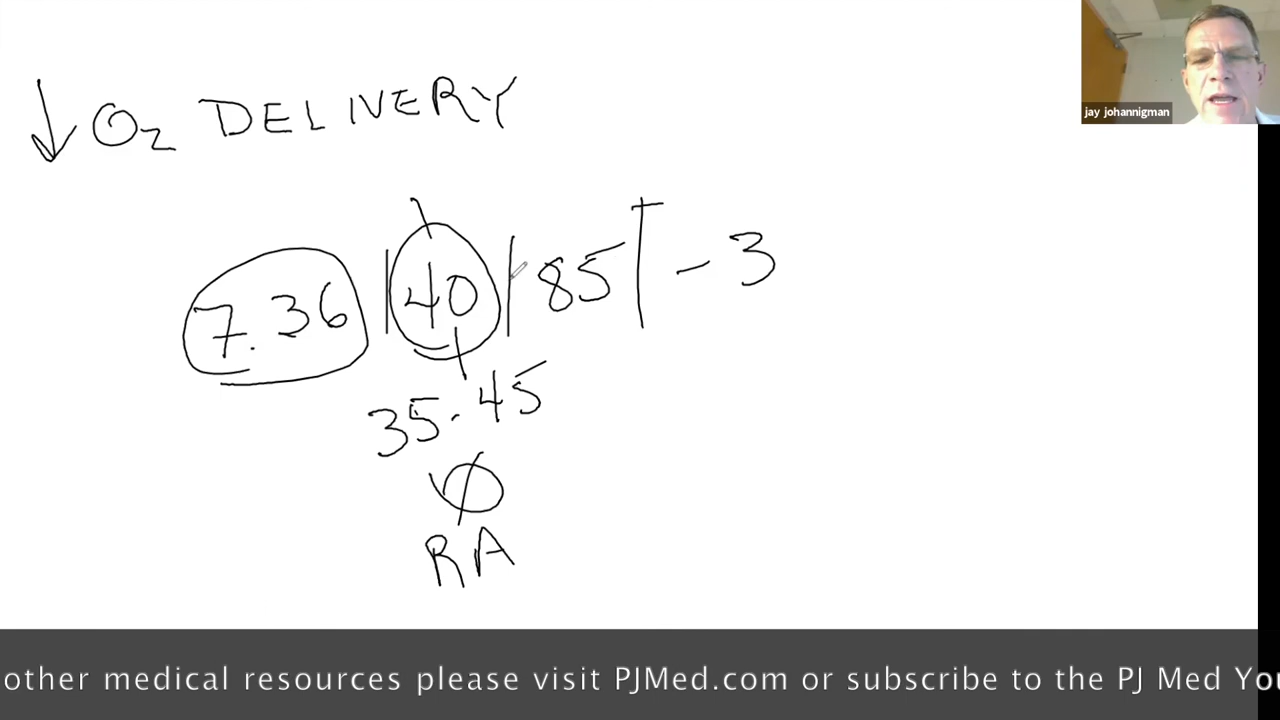 ↓ O2 DELIVERY
jay johannigman
7.36 | 40 | 85 | - 3
35-45
Ø
RA
other medical resources please visit PJMed.com or subscribe to the PJ Med You